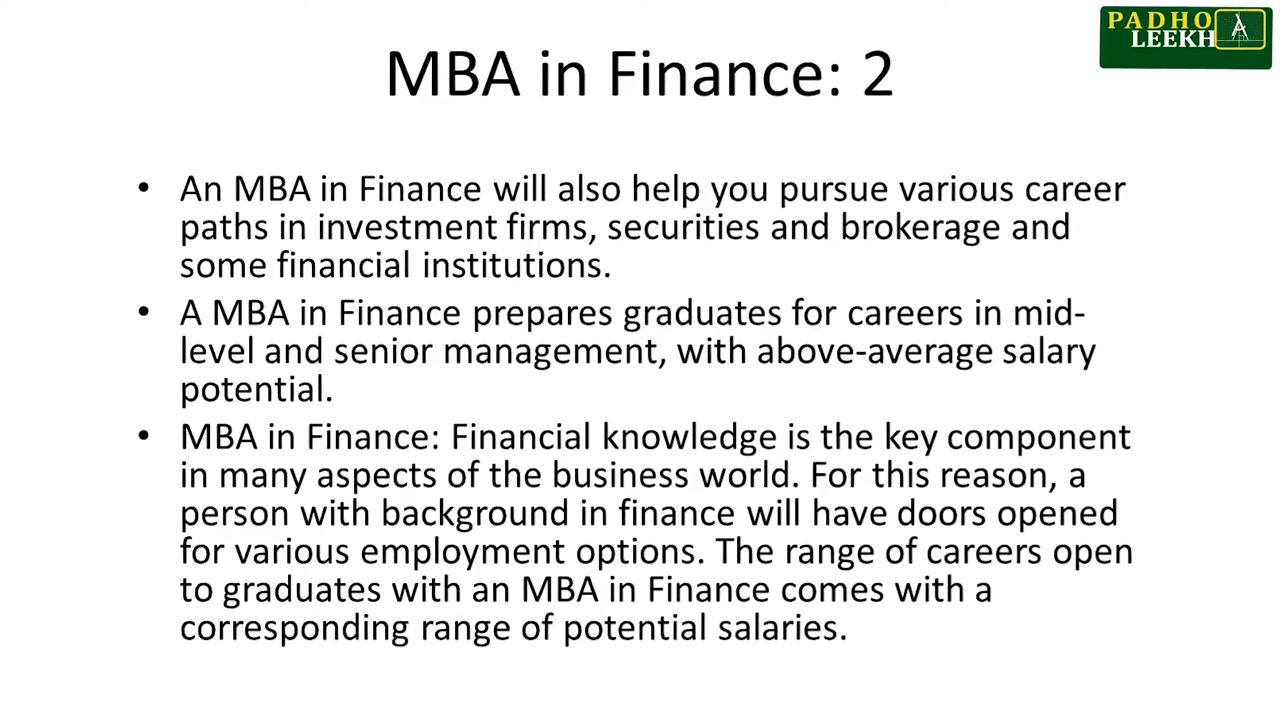 PADHO
LEEKH
MBA in Finance: 2
• An MBA in Finance will also help you pursue various career
paths in investment firms, securities and brokerage and
some financial institutions.
• A MBA in Finance prepares graduates for careers in mid-
level and senior management, with above-average salary
potential.
• MBA in Finance: Financial knowledge is the key component
in many aspects of the business world. For this reason, a
person with background in finance will have doors opened
for various employment options. The range of careers open
to graduates with an MBA in Finance comes with a
corresponding range of potential salaries.